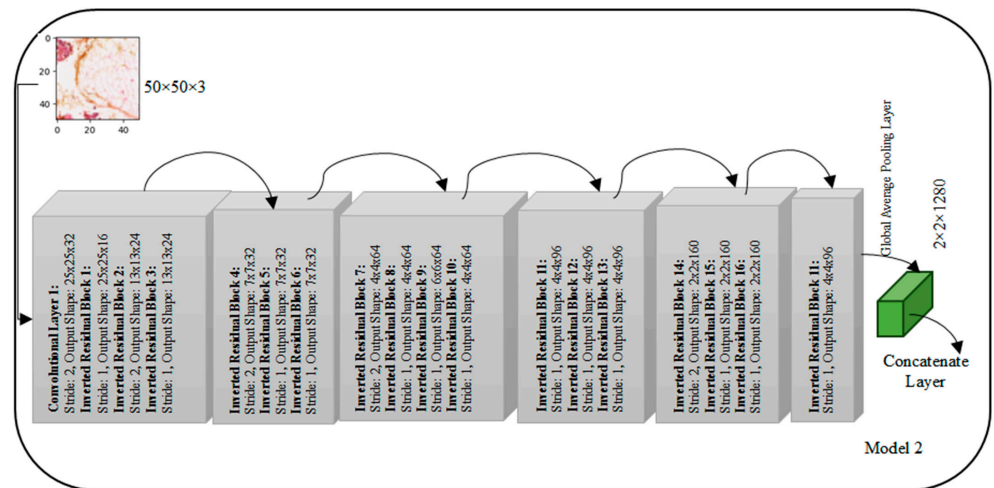 0
20
40
0
20
40
50×50×3
Convolutional Layer 1:
Stride: 2, Output Shape: 25x25x32
Inverted Residual Block 1:
Stride: 1, Output Shape: 25x25x16
Inverted Residual Block 2:
Stride: 2, Output Shape: 13x13x24
Inverted Residual Block 3:
Stride: 1, Output Shape: 13x13x24
Inverted Residual Block 4:
Stride: 2, Output Shape: 7x7x32
Inverted Residual Block 5:
Stride: 1, Output Shape: 7x7x32
Inverted Residual Block 6:
Stride: 1, Output Shape: 7x7x32
Inverted Residual Block 7:
Stride: 2, Output Shape: 4x4x64
Inverted Residual Block 8:
Stride: 1, Output Shape: 4x4x64
Inverted Residual Block 9:
Stride: 1, Output Shape: 6x6x64
Inverted Residual Block 10:
Stride: 1, Output Shape: 4x4x64
Inverted Residual Block 11:
Stride: 1, Output Shape: 4x4x96
Inverted Residual Block 12:
Stride: 1, Output Shape: 4x4x96
Inverted Residual Block 13:
Stride: 1, Output Shape: 4x4x96
Inverted Residual Block 14:
Stride: 2, Output Shape: 2x2x160
Inverted Residual Block 15:
Stride: 1, Output Shape: 2x2x160
Inverted Residual Block 16:
Stride: 1, Output Shape: 2x2x160
Inverted Residual Block 11:
Stride: 1, Output Shape: 4x4x96
Global Average Pooling Layer
2×2×1280
Concatenate
Layer
Model 2